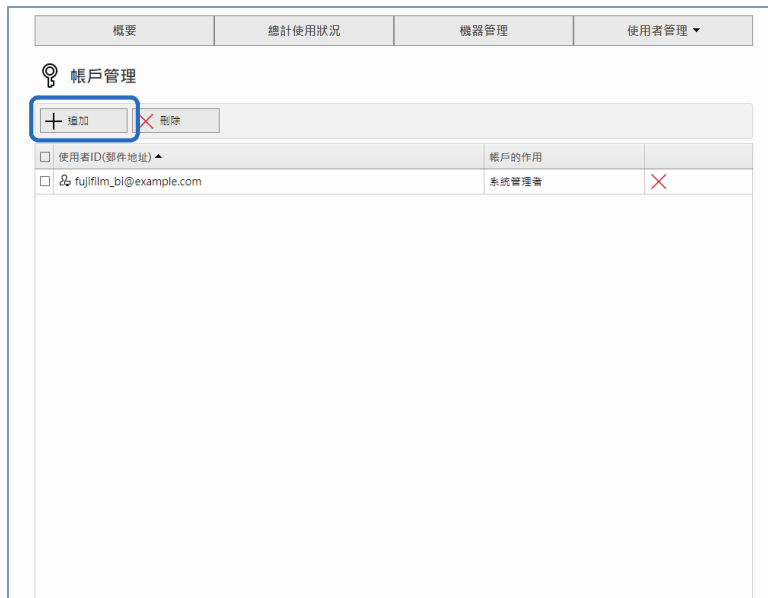 概要 總計使用狀況 機器管理 使用者管理
帳戶管理
追加 刪除
使用者ID(郵件地址) 帳戶的作用
fujifilm_bi@example.com 系統管理者